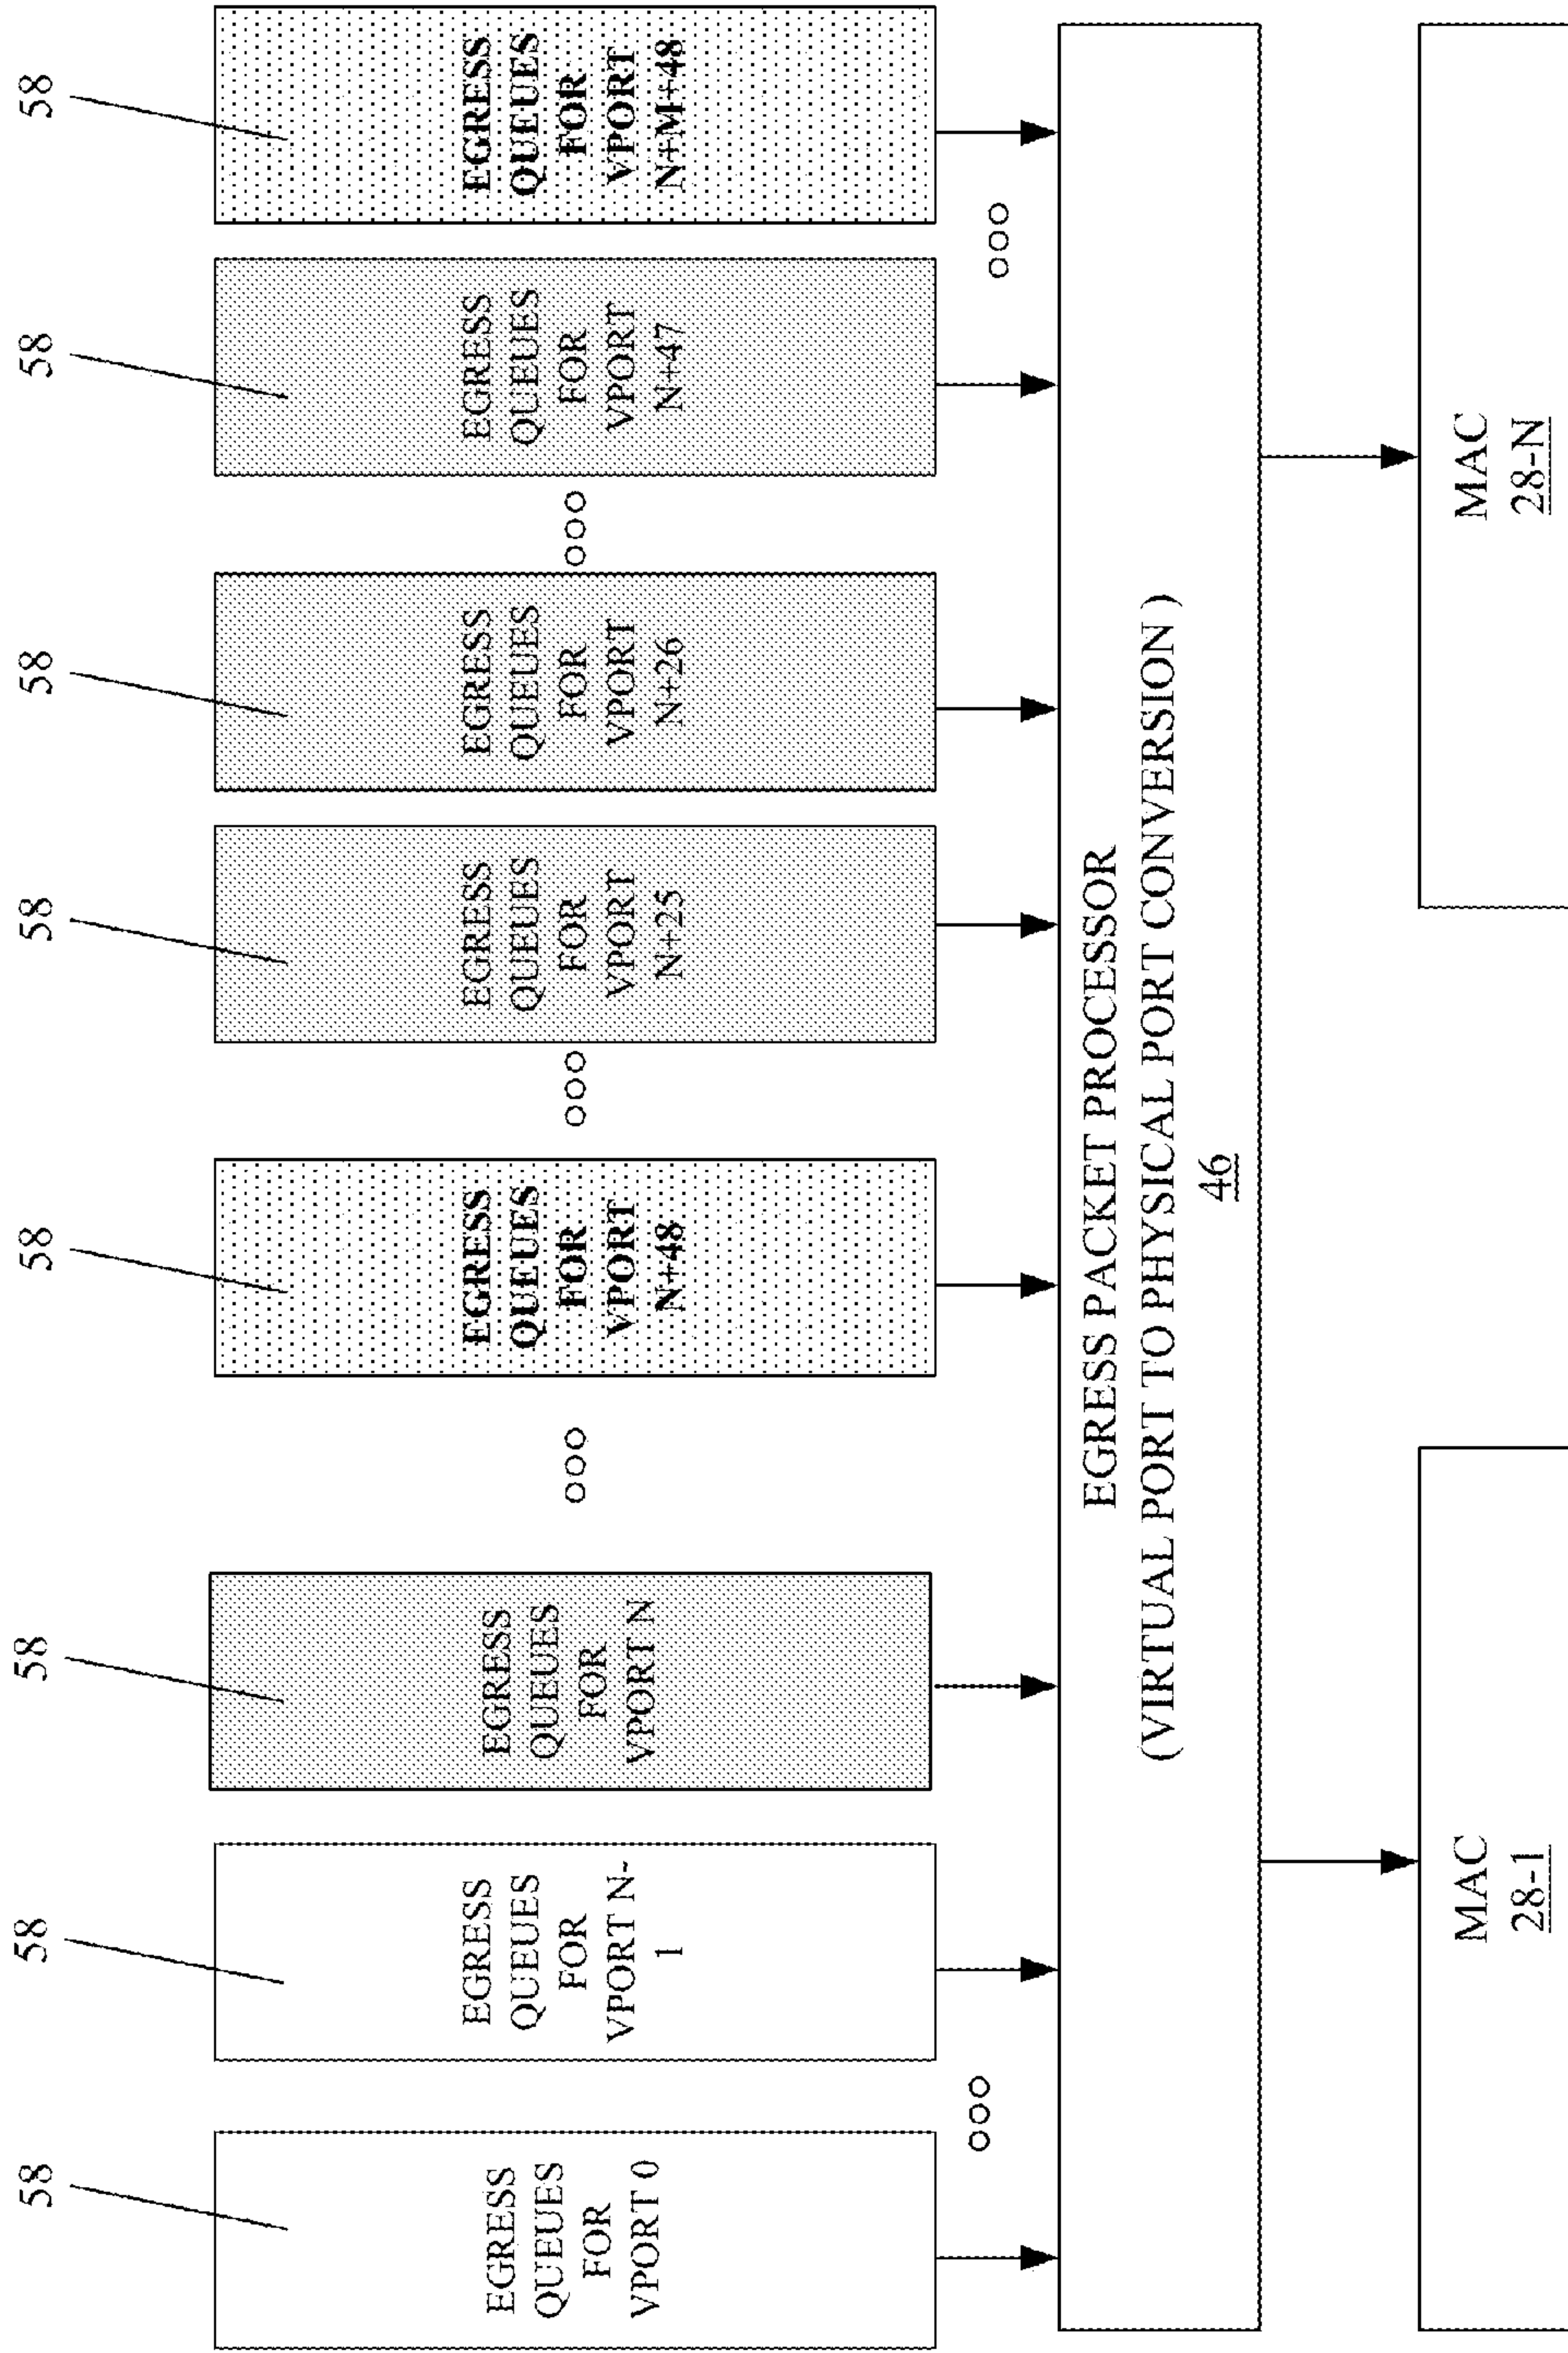 58
58
58
58
58
58
58
58
EGRESS
QUEUES
FOR
VPORT 0
EGRESS
QUEUES
FOR
VPORT N-
1
EGRESS
QUEUES
FOR
VPORT N
EGRESS
QUEUES
FOR
VPORT
N+48
EGRESS
QUEUES
FOR
VPORT
N+25
EGRESS
QUEUES
FOR
VPORT
N+26
EGRESS
QUEUES
FOR
VPORT
N+47
EGRESS
QUEUES
FOR
VPORT
N+M+48
EGRESS PACKET PROCESSOR
(VIRTUAL PORT TO PHYSICAL PORT CONVERSION )
46
MAC
28-1
MAC
28-N